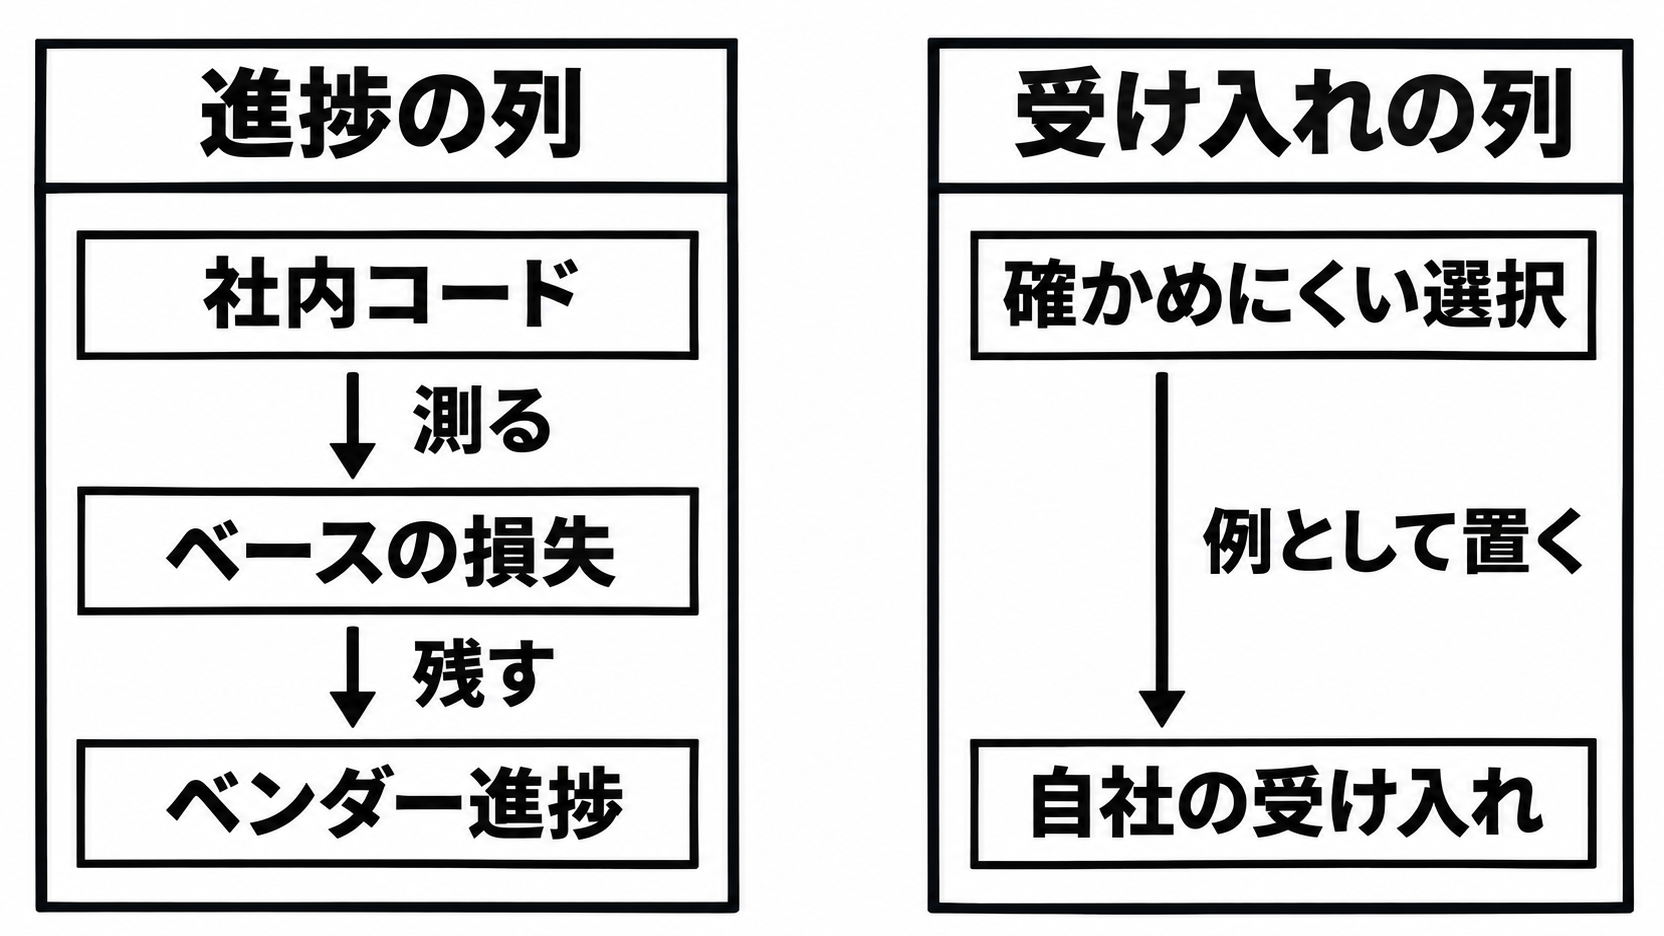 進捗の列
社内コード
測る
ベースの損失
残す
ベンダー進捗
受け入れの列
確かめにくい選択
例として置く
自社の受け入れ